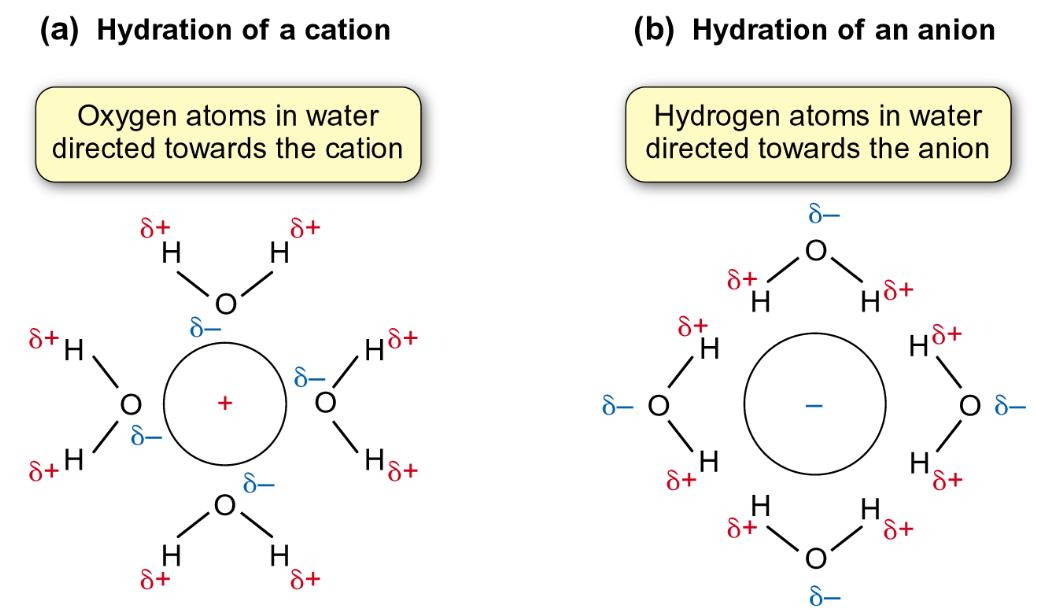 (a) Hydration of a cation
Oxygen atoms in water
directed towards the cation
δ+ δ+
H H
O
δ–
δ+ H H δ+
δ–
O + O
δ–
δ+ H H δ+
δ–
O
H H
δ+ δ+
(b) Hydration of an anion
Hydrogen atoms in water
directed towards the anion
δ–
O
δ+ δ+
H H
δ+ δ+
H H
δ– O – O δ–
H H
δ+ δ+
H H
δ+ δ+
O
δ–